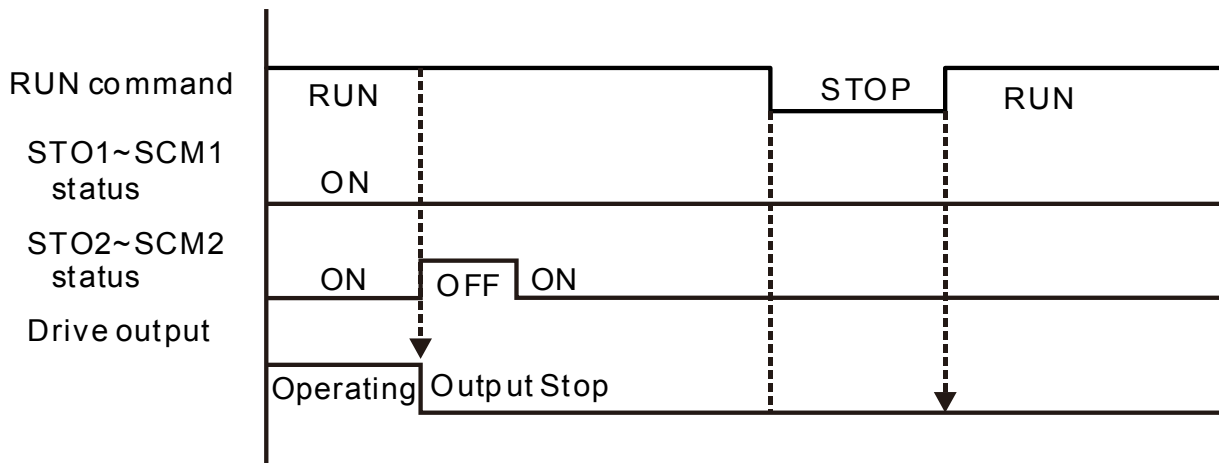 RUN command
RUN
STOP
RUN
STO1~SCM1
status
ON
STO2~SCM2
status
ON
OFF
ON
Drive output
Operating
Output Stop